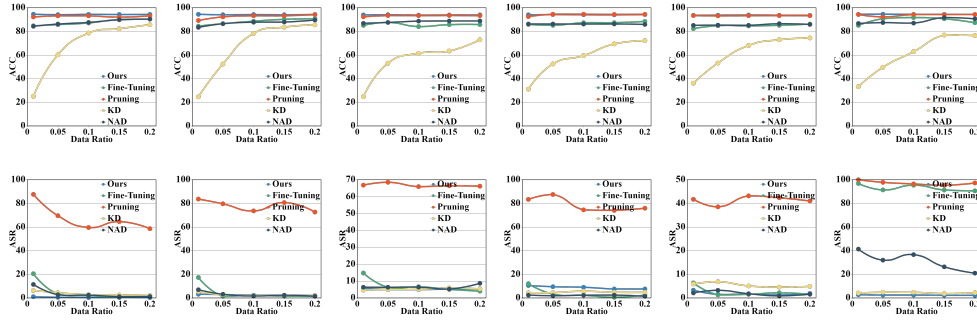 100
80
60
ACC
40
20
0
Ours
Fine-Tuning
Pruning
KD
NAD
0 0.05 0.1 0.15 0.2
Data Ratio
100
80
60
ACC
40
20
0
Ours
Fine-Tuning
Pruning
KD
NAD
0 0.05 0.1 0.15 0.2
Data Ratio
100
80
60
ACC
40
20
0
Ours
Fine-Tuning
Pruning
KD
NAD
0 0.05 0.1 0.15 0.2
Data Ratio
100
80
60
ACC
40
20
0
Ours
Fine-Tuning
Pruning
KD
NAD
0 0.05 0.1 0.15 0.2
Data Ratio
100
80
60
ACC
40
20
0
Ours
Fine-Tuning
Pruning
KD
NAD
0 0.05 0.1 0.15 0.2
Data Ratio
100
80
60
ACC
40
20
0
Ours
Fine-Tuning
Pruning
KD
NAD
0 0.05 0.1 0.15 0.2
Data Ratio
100
80
60
ASR
40
20
0
Ours
Fine-Tuning
Pruning
KD
NAD
0 0.05 0.1 0.15 0.2
Data Ratio
100
80
60
ASR
40
20
0
Ours
Fine-Tuning
Pruning
KD
NAD
0 0.05 0.1 0.15 0.2
Data Ratio
70
60
50
40
ASR
30
20
10
0
Ours
Fine-Tuning
Pruning
KD
NAD
0 0.05 0.1 0.15 0.2
Data Ratio
100
80
60
ASR
40
20
0
Ours
Fine-Tuning
Pruning
KD
NAD
0 0.05 0.1 0.15 0.2
Data Ratio
50
40
30
ASR
20
10
0
Ours
Fine-Tuning
Pruning
KD
NAD
0 0.05 0.1 0.15 0.2
Data Ratio
100
80
60
ASR
40
20
0
Ours
Fine-Tuning
Pruning
KD
NAD
0 0.05 0.1 0.15 0.2
Data Ratio